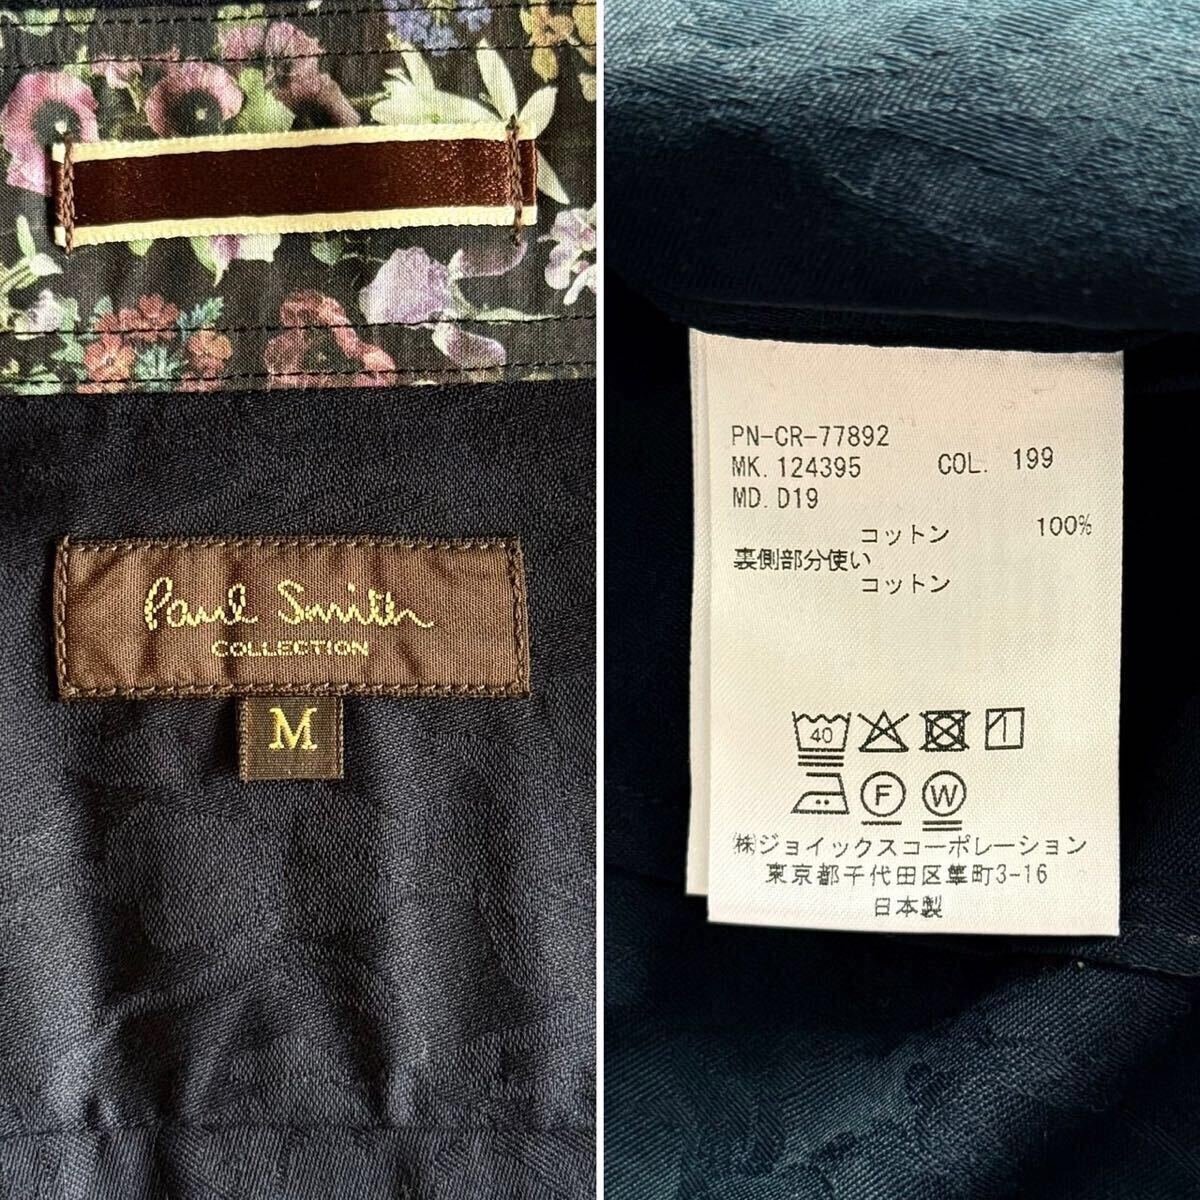 Paul Smith
COLLECTION
M
PN-CR-77892
MK. 124395 COL. 199
MD. D19
コットン 100%
裏側部分使い
コットン
40
F W
㈱ジョイックスコーポレーション
東京都千代田区隼町3-16
日本製